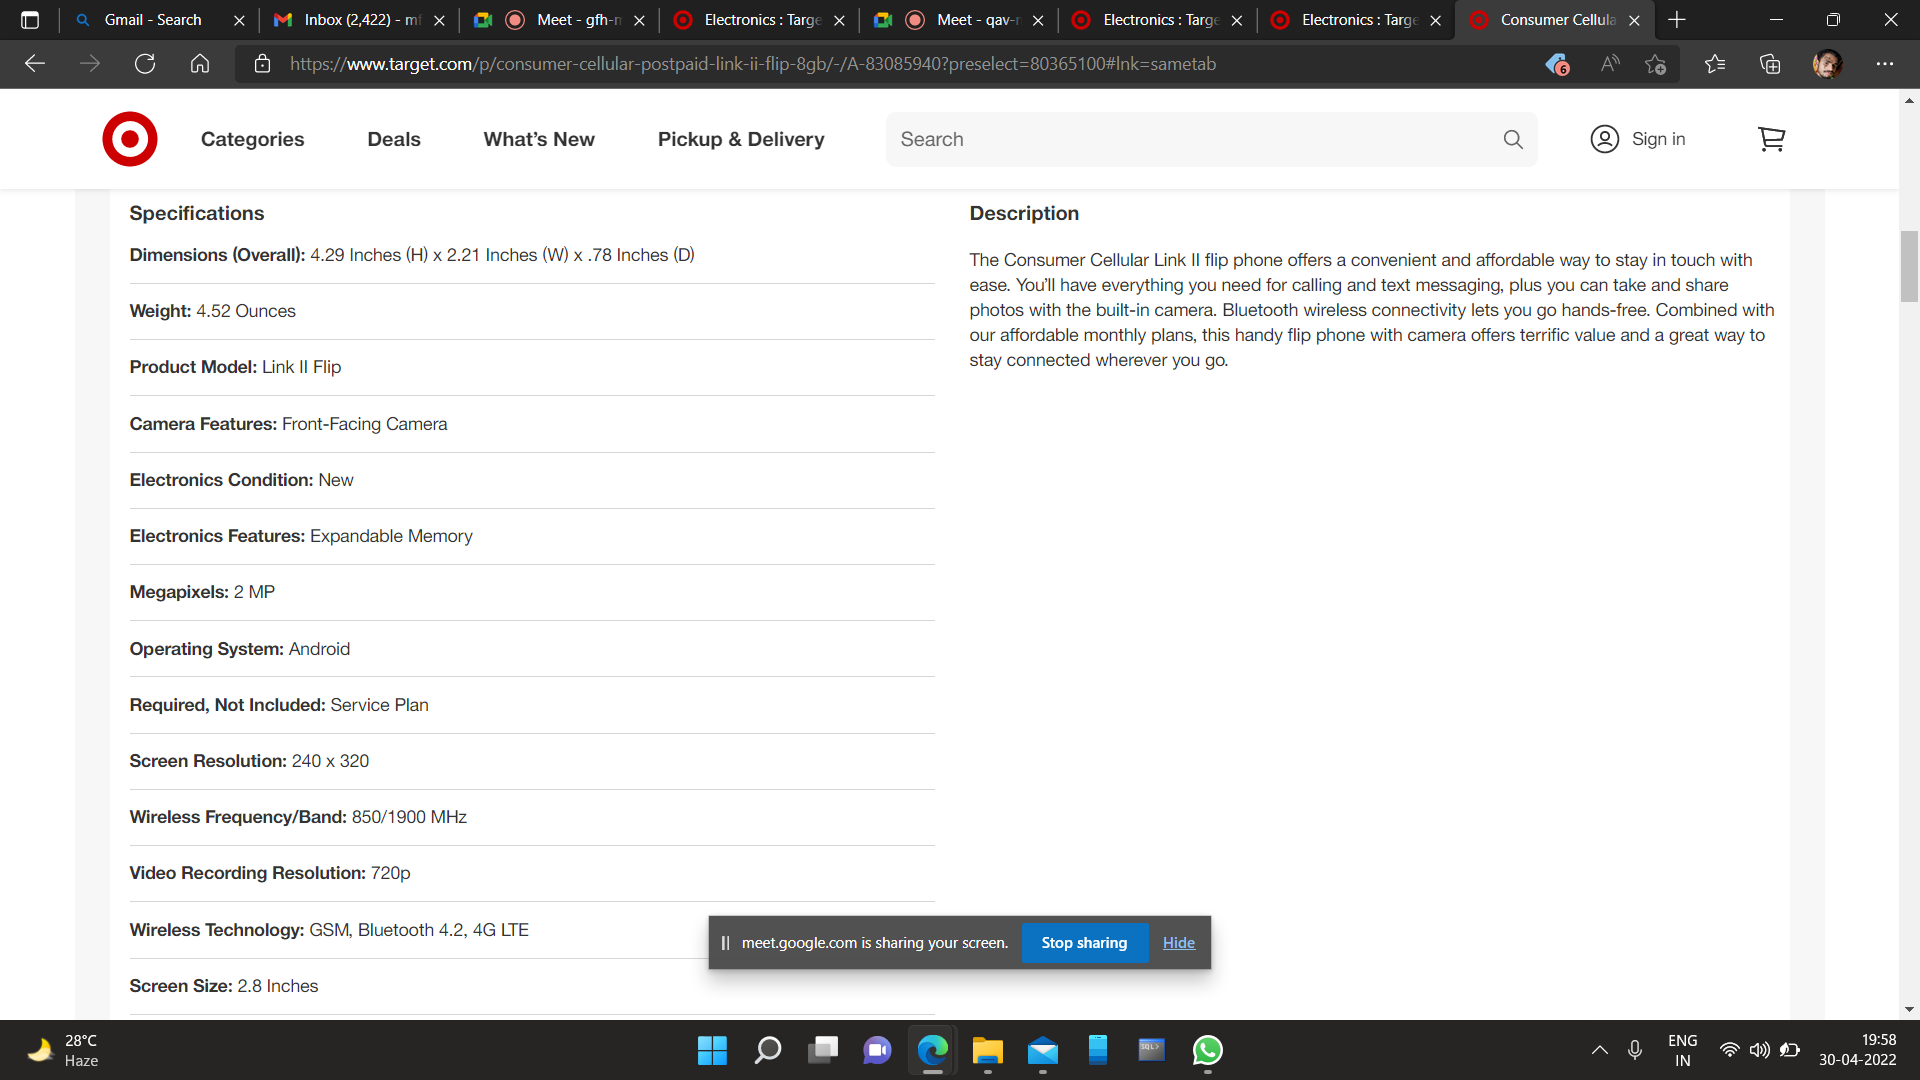 Gmail - Search
Inbox (2,422) - mf
Meet - gfh-n
Electronics : Targe
Meet - qav-n
Electronics : Targe
Electronics : Targe
Consumer Cellula
https://www.target.com/p/consumer-cellular-postpaid-link-ii-flip-8gb/-/A-83085940?preselect=80365100#lnk=sametab
6
Categories
Deals
What's New
Pickup & Delivery
Search
Sign in
Specifications
Dimensions (Overall): 4.29 Inches (H) x 2.21 Inches (W) x .78 Inches (D)
Weight: 4.52 Ounces
Product Model: Link II Flip
Camera Features: Front-Facing Camera
Electronics Condition: New
Electronics Features: Expandable Memory
Megapixels: 2 MP
Operating System: Android
Required, Not Included: Service Plan
Screen Resolution: 240 x 320
Wireless Frequency/Band: 850/1900 MHz
Video Recording Resolution: 720p
Wireless Technology: GSM, Bluetooth 4.2, 4G LTE
Screen Size: 2.8 Inches
Description
The Consumer Cellular Link II flip phone offers a convenient and affordable way to stay in touch with
ease. You'll have everything you need for calling and text messaging, plus you can take and share
photos with the built-in camera. Bluetooth wireless connectivity lets you go hands-free. Combined with
our affordable monthly plans, this handy flip phone with camera offers terrific value and a great way to
stay connected wherever you go.
meet.google.com is sharing your screen.
Stop sharing
Hide
28°C
Haze
SQL>
ENG
IN
19:58
30-04-2022